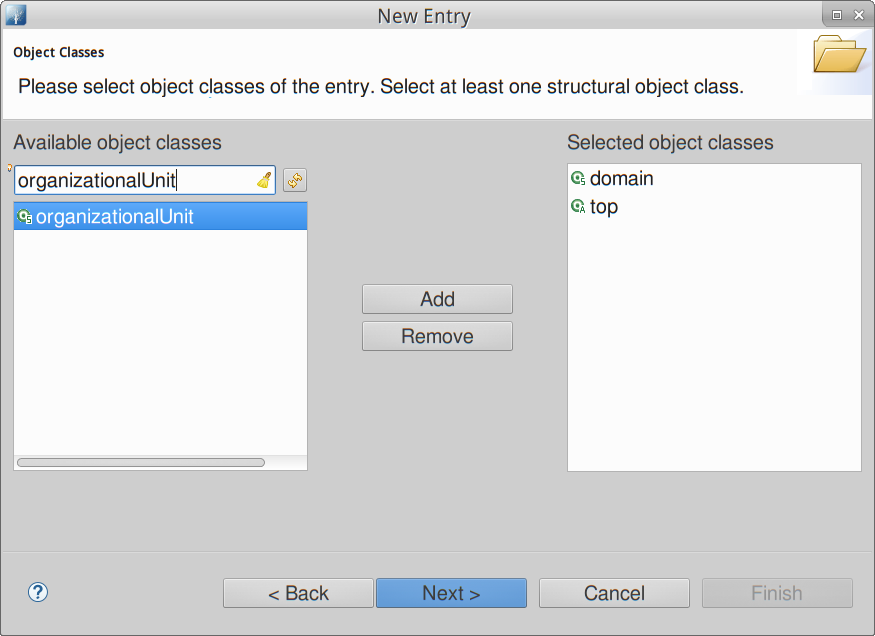 New Entry
Object Classes
Please select object classes of the entry. Select at least one structural object class.
Available object classes
Selected object classes
organizationalUnit
organizationalUnit
domain
top
Add
Remove
?
< Back
Next >
Cancel
Finish